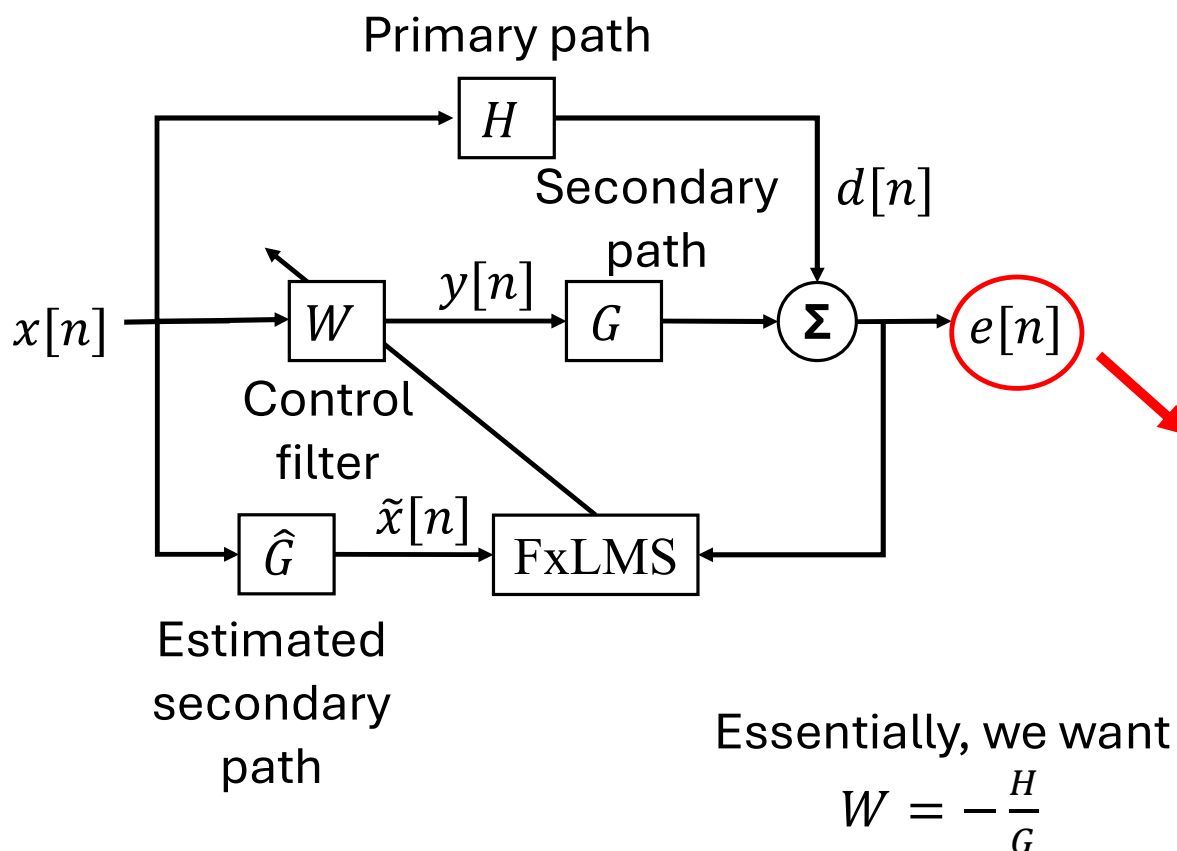 Primary path
H
Secondary
path
d[n]
x[n]
W
y[n]
G
Σ
e[n]
Control
filter
Ĝ
x̃[n]
FxLMS
Estimated
secondary
path
Essentially, we want
W = − H/G